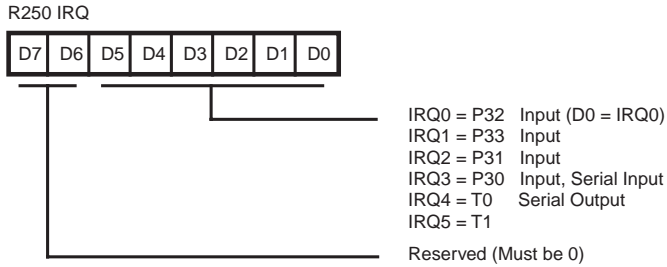 R250 IRQ
D7 D6 D5 D4 D3 D2 D1 D0
IRQ0 = P32 Input (D0 = IRQ0)
IRQ1 = P33 Input
IRQ2 = P31 Input
IRQ3 = P30 Input, Serial Input
IRQ4 = T0 Serial Output
IRQ5 = T1
Reserved (Must be 0)